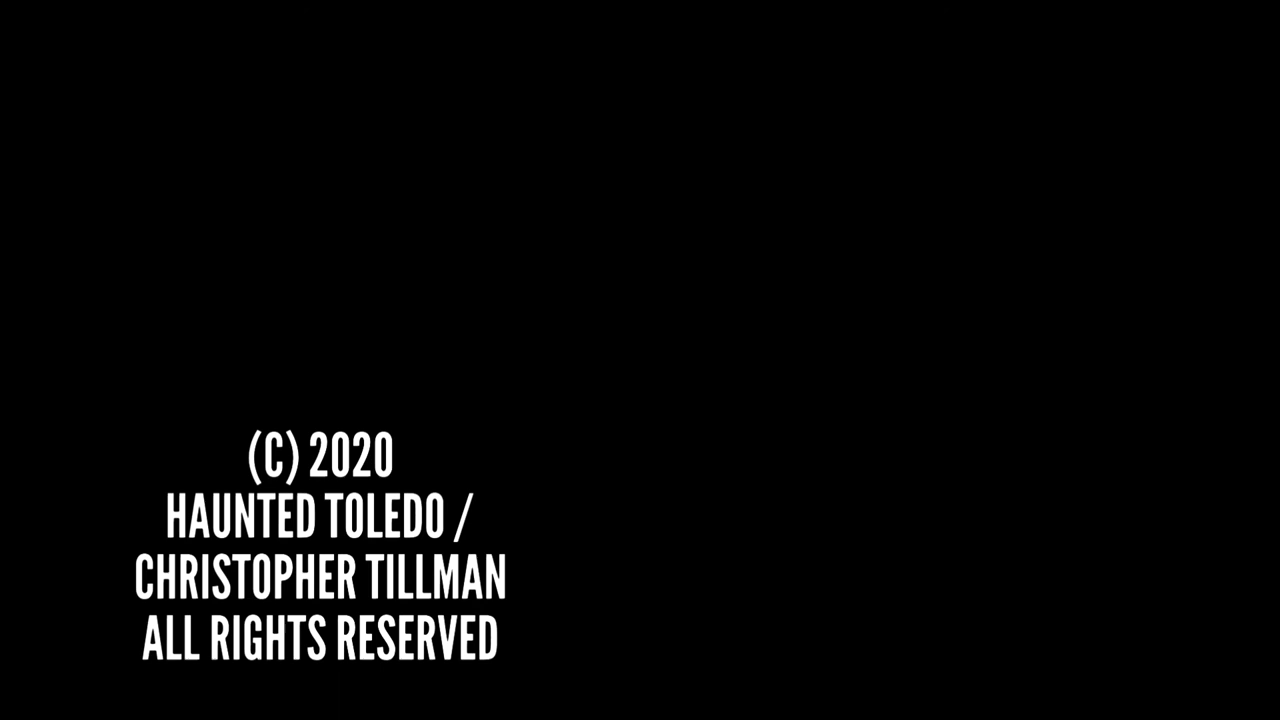 (C) 2020
HAUNTED TOLEDO /
CHRISTOPHER TILLMAN
ALL RIGHTS RESERVED